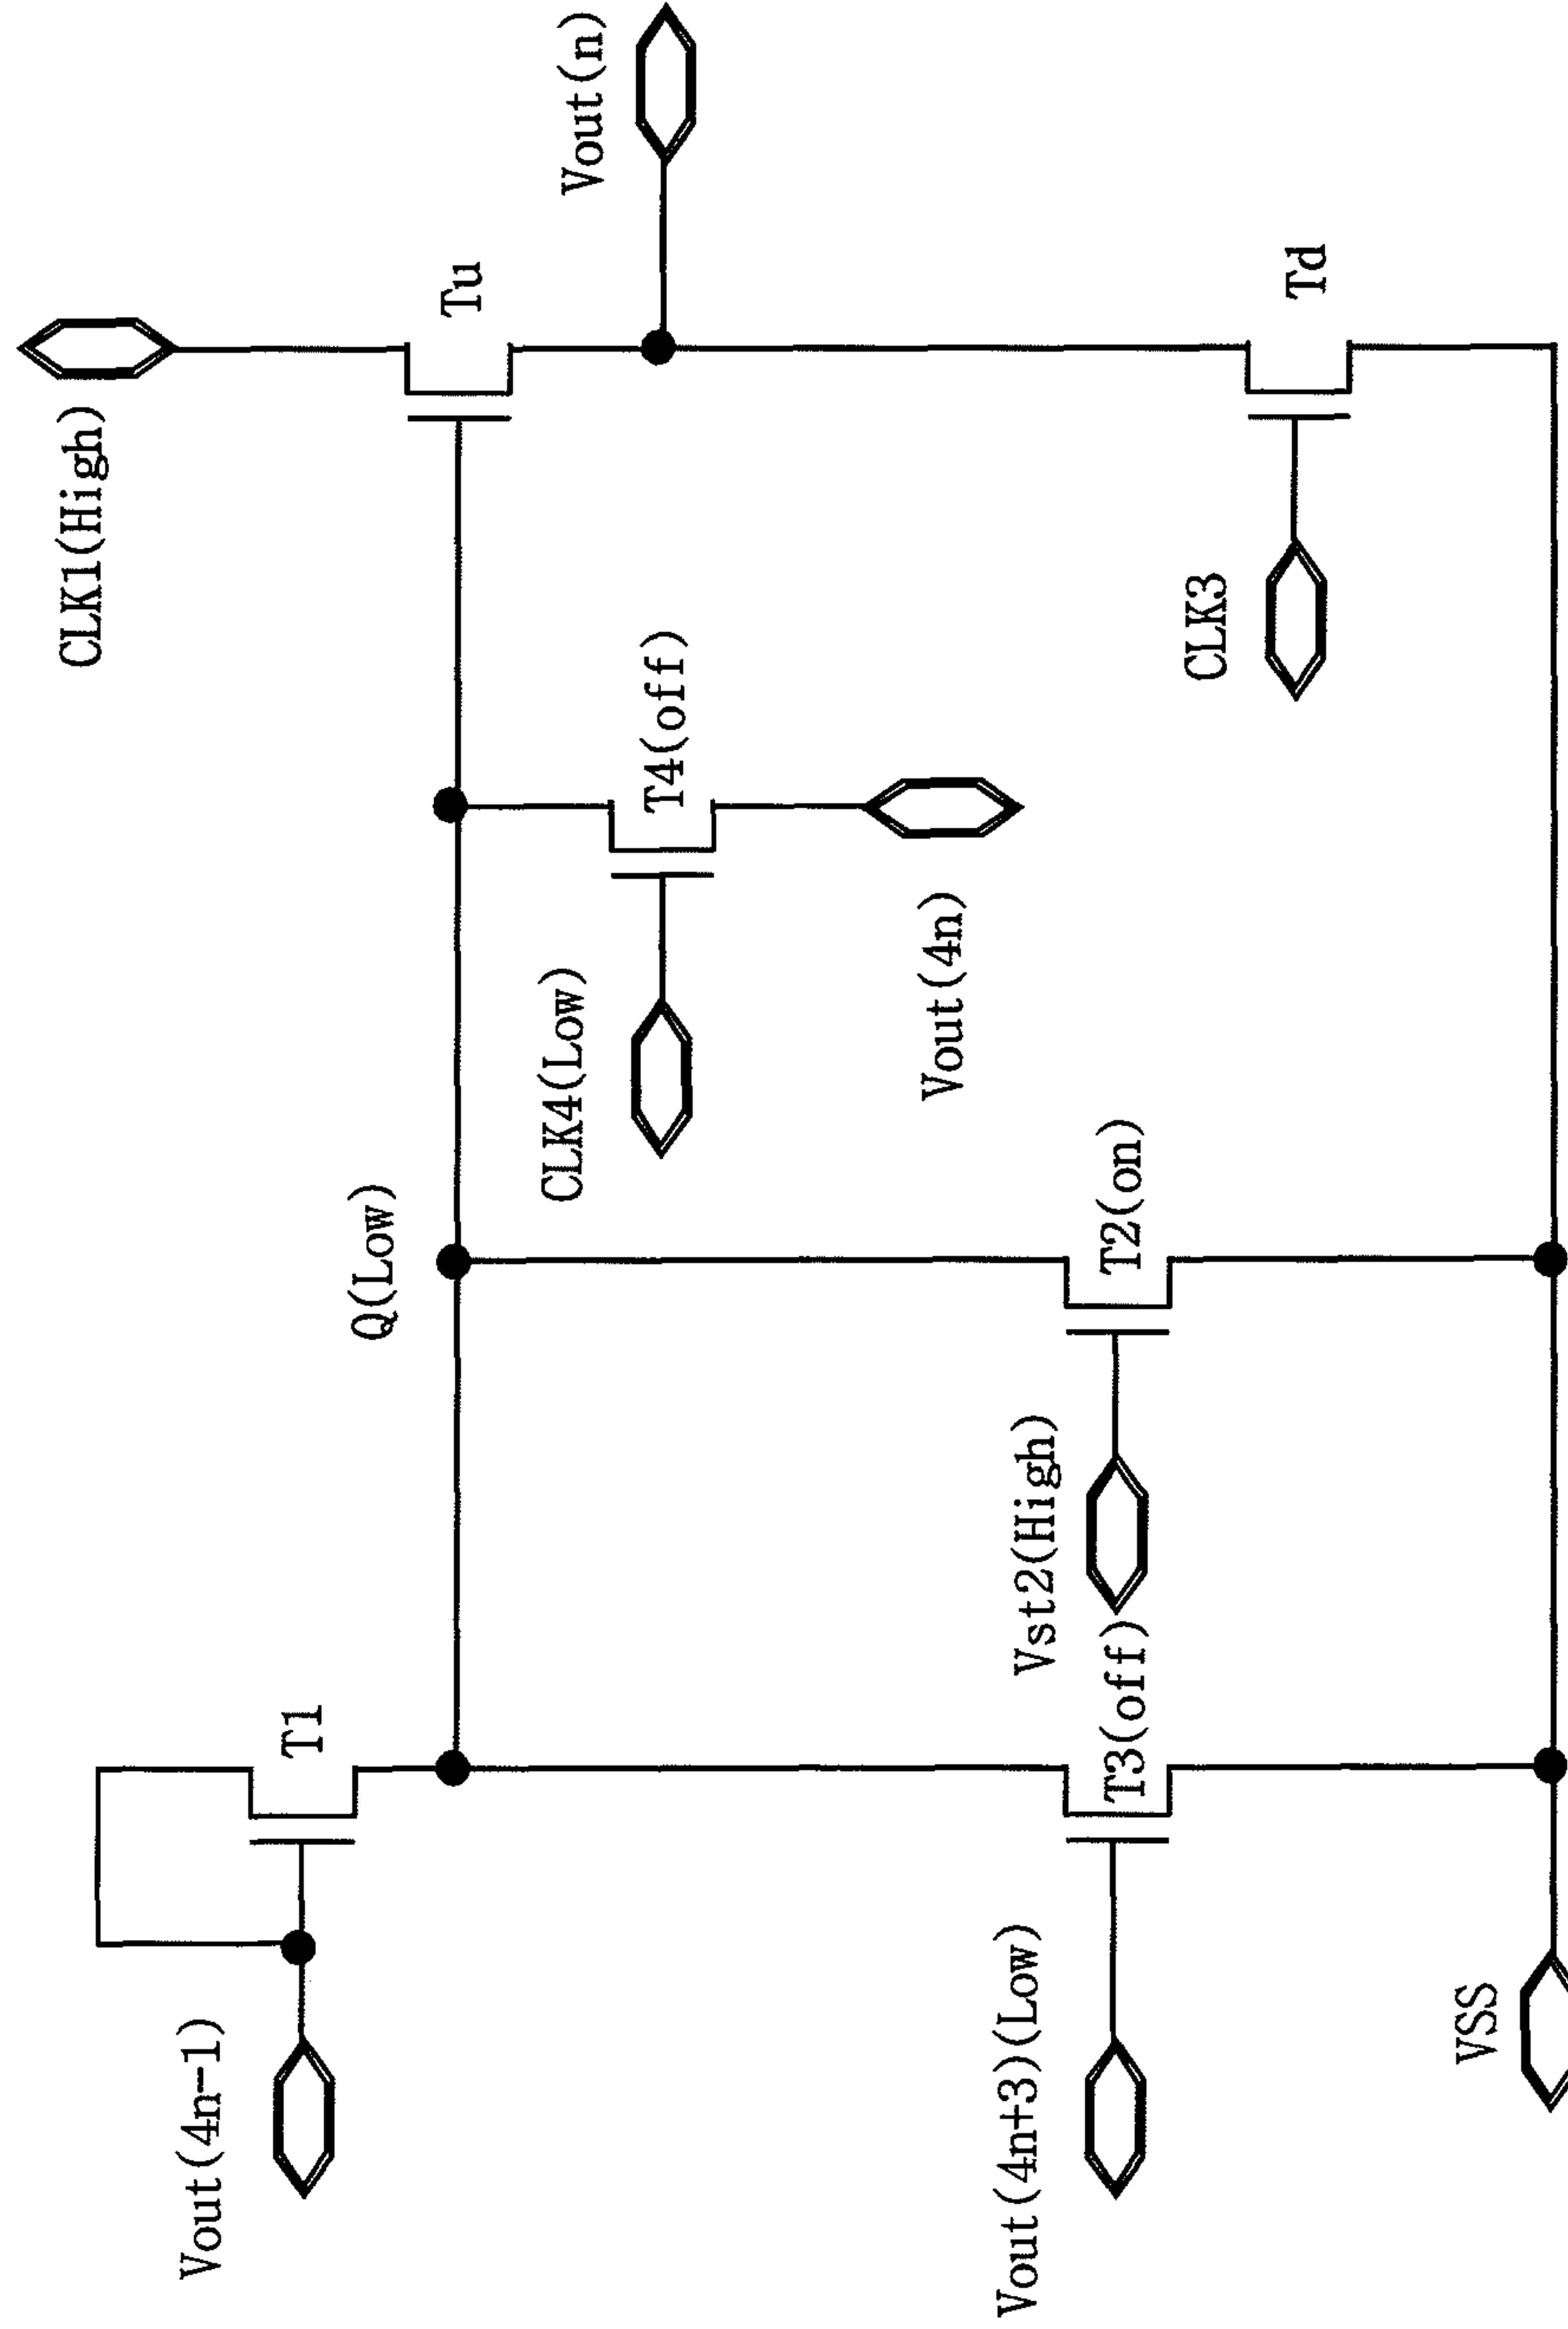 CLK1(High)
Tu
Vout(n)
T1
Vout(4n-1)
Q(Low)
CLK4(Low)
T4(off)
Vout(4n)
Vst2(High)
T2(on)
T3(off)
Vout(4n+3)(Low)
CLK3
Td
VSS